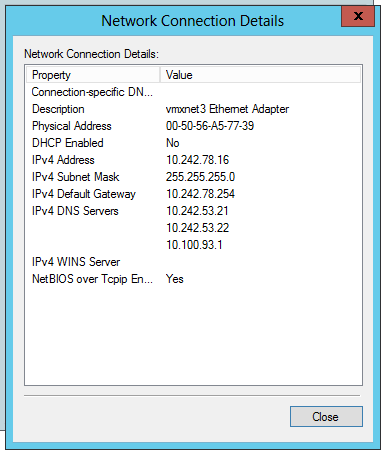 Network Connection Details
x
Network Connection Details:
Property Value
Connection-specific DN...
Description vmxnet3 Ethernet Adapter
Physical Address 00-50-56-A5-77-39
DHCP Enabled No
IPv4 Address 10.242.78.16
IPv4 Subnet Mask 255.255.255.0
IPv4 Default Gateway 10.242.78.254
IPv4 DNS Servers 10.242.53.21
10.242.53.22
10.100.93.1
IPv4 WINS Server
NetBIOS over Tcpip En... Yes
Close